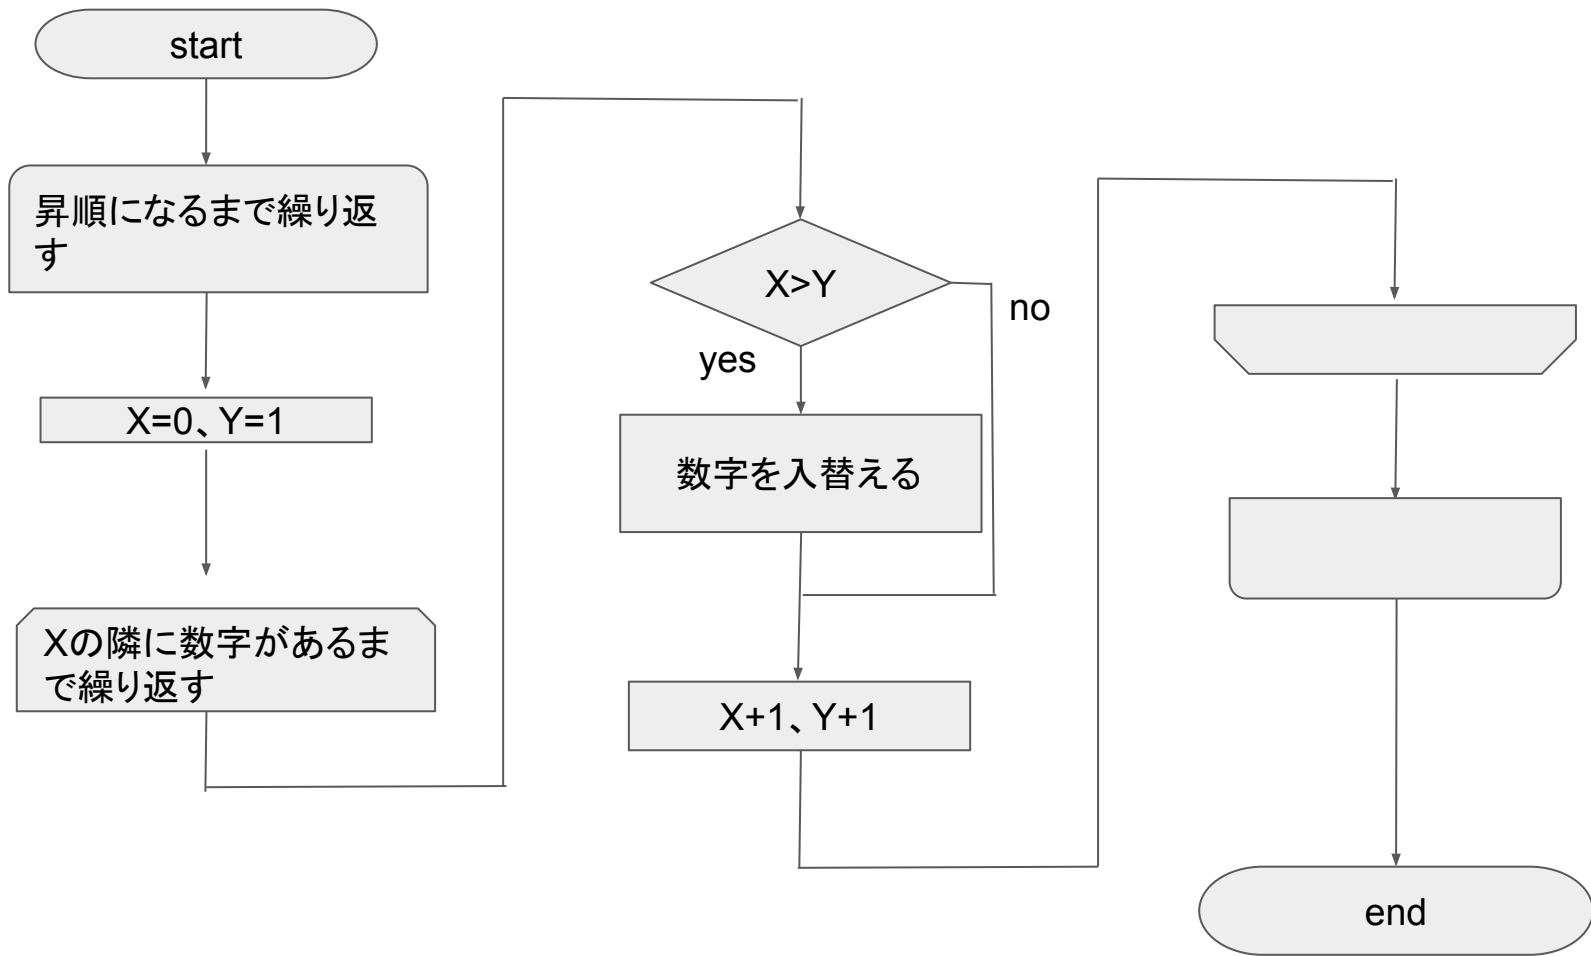 start
昇順になるまで繰り返
す
X=0、Y=1
Xの隣に数字があるま
で繰り返す
X>Y
no
yes
数字を入替える
X+1、Y+1
end